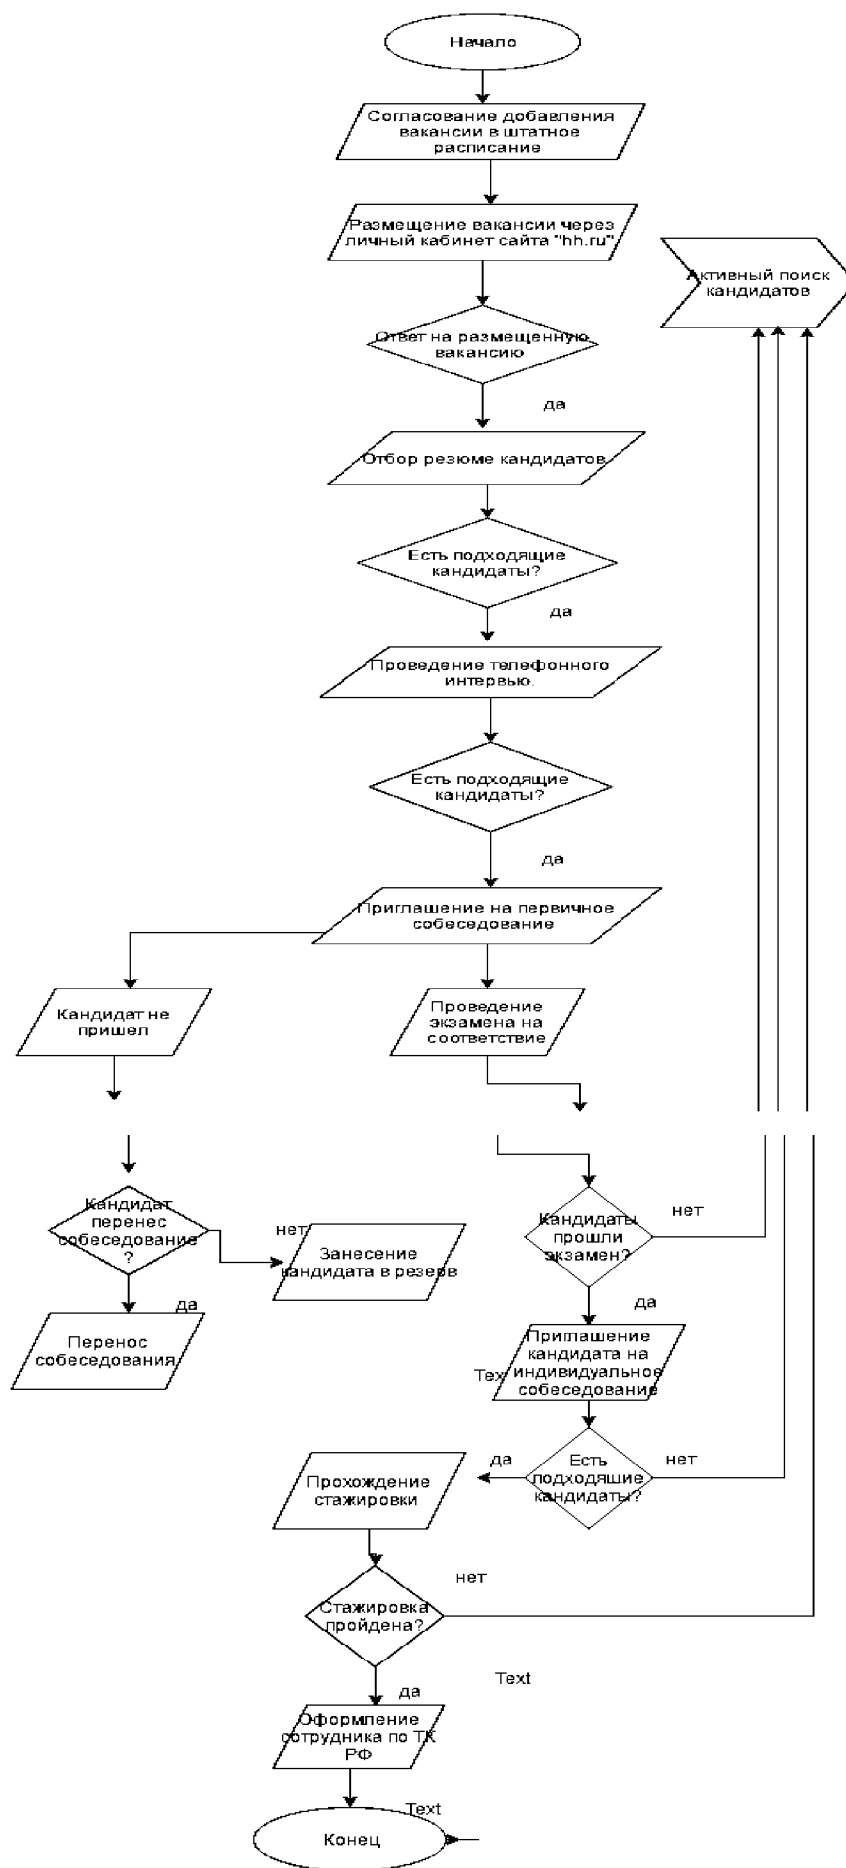 Начало
Согласование добавления
вакансии в штатное
расписание
Размещение вакансии через
личный кабинет сайта "hh.ru"
Активный поиск
кандидатов
Ответ на размещенную
вакансию
да
Отбор резюме кандидатов
Есть подходящие
кандидаты?
да
Проведение телефонного
интервью.
Есть подходящие
кандидаты?
да
Приглашение на первичное
собеседование
Кандидат не
пришел
Проведение
экзамена на
соответствие
Кандидат
перенес
собеседование
?
нет
Занесение
кандидата в резерв
Кандидаты
прошли
экзамен?
нет
да
Перенос
собеседования
да
Приглашение
кандидата на
индивидуальное
собеседование
Tex
Прохождение
стажировки
да
Есть
подходящие
кандидаты?
нет
нет
Стажировка
пройдена?
Text
да
Оформление
сотрудника по ТК
РФ
Text
Конец